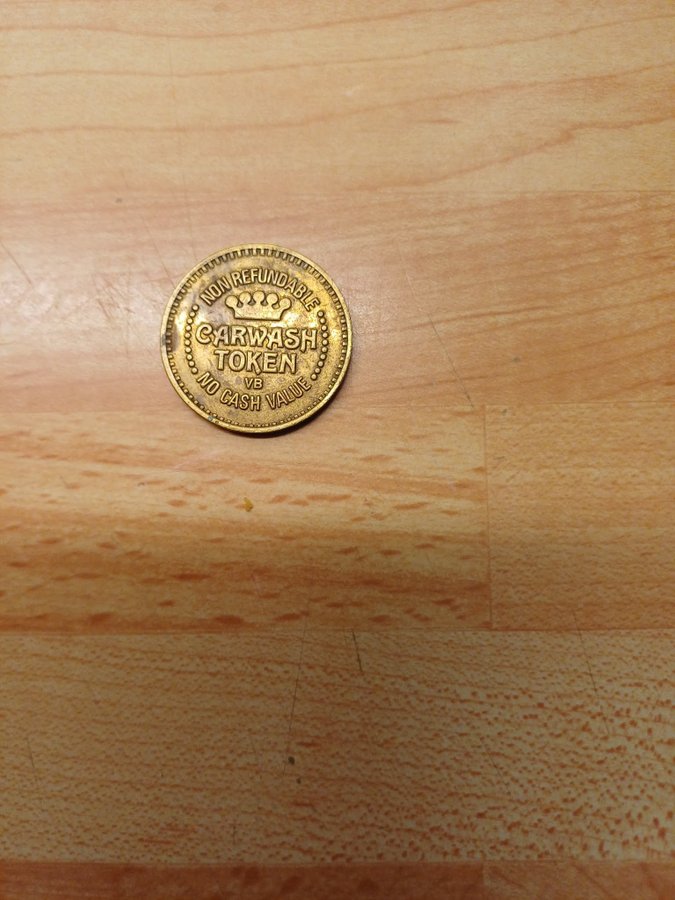 NON REFUNDABLE
CARWASH
TOKEN
VB
NO CASH VALUE